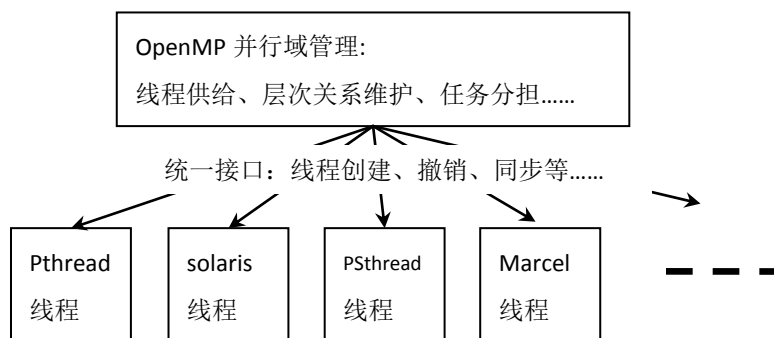 OpenMP 并行域管理:
线程供给、层次关系维护、任务分担……
统一接口：线程创建、撤销、同步等……
Pthread
线程
solaris
线程
PSthread
线程
Marcel
线程